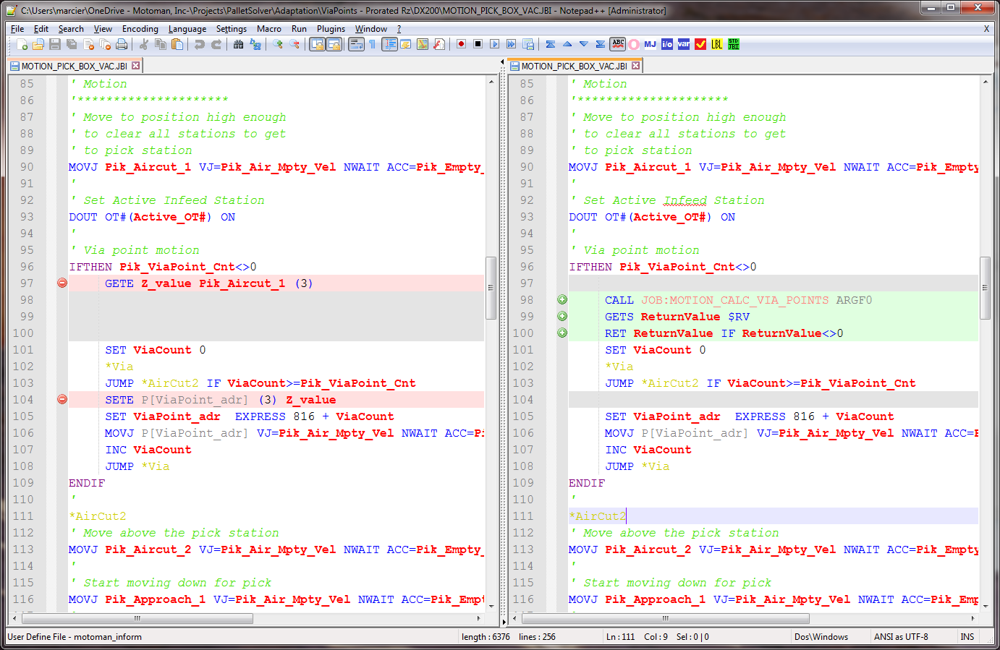 C:\Users\marcier\OneDrive - Motoman, Inc-\Projects\PalletSolver\Adaptation\ViaPoints - Prorated Rz\DX200\MOTION_PICK_BOX_VAC.JBI - Notepad++ [Administrator]
File Edit Search View Encoding Language Settings Macro Run Plugins Window ? X
ABC MJ i/o var LBL STD JBI
MOTION_PICK_BOX_VAC.JBI
85 ' Motion
86 '*********************
87 ' Move to position high enough
88 ' to clear all stations to get
89 ' to pick station
90 MOVJ Pik_Aircut_1 VJ=Pik_Air_Mpty_Vel NWAIT ACC=Pik_Empty_
91 '
92 ' Set Active Infeed Station
93 DOUT OT#(Active_OT#) ON
94 '
95 ' Via point motion
96 IFTHEN Pik_ViaPoint_Cnt<>0
97 GETE Z_value Pik_Aircut_1 (3)
98
99
100
101 SET ViaCount 0
102 *Via
103 JUMP *AirCut2 IF ViaCount>=Pik_ViaPoint_Cnt
104 SETE P[ViaPoint_adr] (3) Z_value
105 SET ViaPoint_adr  EXPRESS 816 + ViaCount
106 MOVJ P[ViaPoint_adr] VJ=Pik_Air_Mpty_Vel NWAIT ACC=Pi
107 INC ViaCount
108 JUMP *Via
109 ENDIF
110 '
111 *AirCut2
112 ' Move above the pick station
113 MOVJ Pik_Aircut_2 VJ=Pik_Air_Mpty_Vel NWAIT ACC=Pik_Empty_
114 '
115 ' Start moving down for pick
116 MOVJ Pik_Approach_1 VJ=Pik_Air_Mpty_Vel NWAIT ACC=Pik_Empt
MOTION_PICK_BOX_VAC.JBI
85 ' Motion
86 '*********************
87 ' Move to position high enough
88 ' to clear all stations to get
89 ' to pick station
90 MOVJ Pik_Aircut_1 VJ=Pik_Air_Mpty_Vel NWAIT ACC=Pik_Empty
91 '
92 ' Set Active Infeed Station
93 DOUT OT#(Active_OT#) ON
94 '
95 ' Via point motion
96 IFTHEN Pik_ViaPoint_Cnt<>0
97
98 CALL JOB:MOTION_CALC_VIA_POINTS ARGF0
99 GETS ReturnValue $RV
100 RET ReturnValue IF ReturnValue<>0
101 SET ViaCount 0
102 *Via
103 JUMP *AirCut2 IF ViaCount>=Pik_ViaPoint_Cnt
104
105 SET ViaPoint_adr  EXPRESS 816 + ViaCount
106 MOVJ P[ViaPoint_adr] VJ=Pik_Air_Mpty_Vel NWAIT ACC=P
107 INC ViaCount
108 JUMP *Via
109 ENDIF
110 '
111 *AirCut2
112 ' Move above the pick station
113 MOVJ Pik_Aircut_2 VJ=Pik_Air_Mpty_Vel NWAIT ACC=Pik_Empty
114 '
115 ' Start moving down for pick
116 MOVJ Pik_Approach_1 VJ=Pik_Air_Mpty_Vel NWAIT ACC=Pik_Emp
User Define File - motoman_inform length : 6376 lines : 256 Ln : 111 Col : 9 Sel : 0 | 0 Dos\Windows ANSI as UTF-8 INS